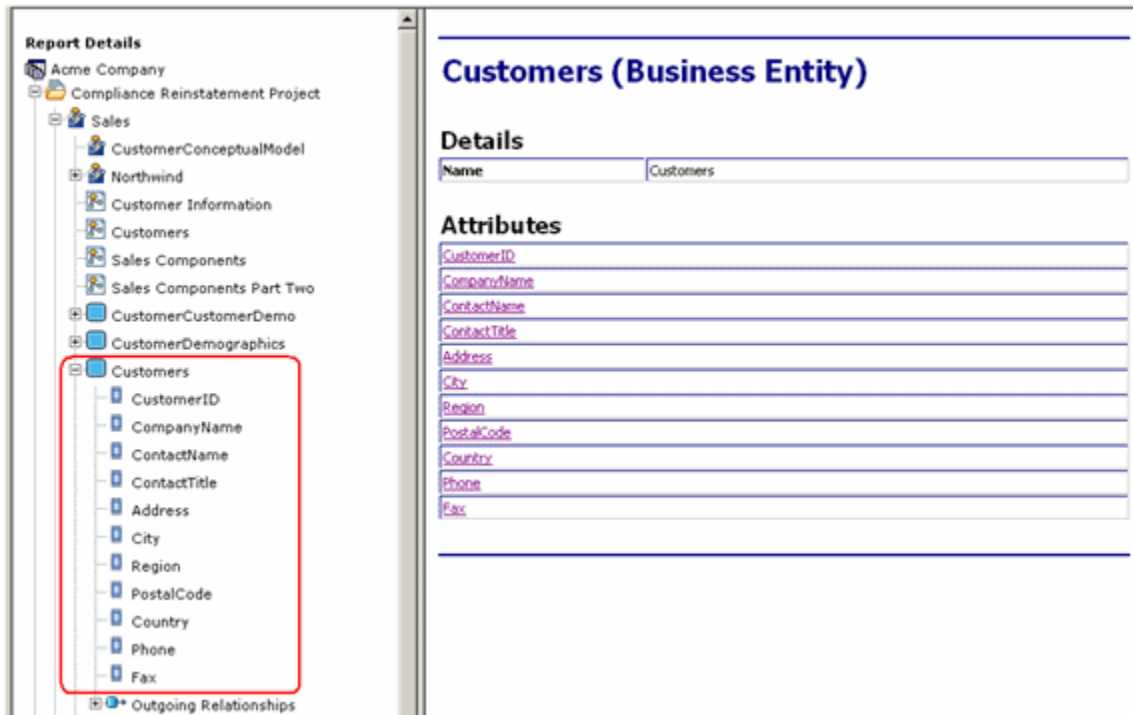 Report Details
Acme Company
Compliance Reinstatement Project
Sales
CustomerConceptualModel
Northwind
Customer Information
Customers
Sales Components
Sales Components Part Two
CustomerCustomerDemo
CustomerDemographics
Customers
CustomerID
CompanyName
ContactName
ContactTitle
Address
City
Region
PostalCode
Country
Phone
Fax
Outgoing Relationships
Customers (Business Entity)
Details
Name Customers
Attributes
CustomerID
CompanyName
ContactName
ContactTitle
Address
City
Region
PostalCode
Country
Phone
Fax